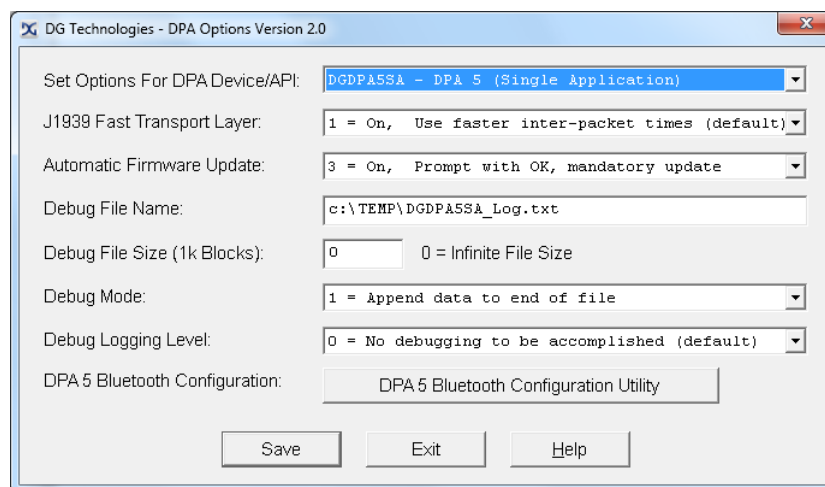 DG Technologies - DPA Options Version 2.0
Set Options For DPA Device/API: DGDPA5SA - DPA 5 (Single Application)
J1939 Fast Transport Layer: 1 = On, Use faster inter-packet times (default)
Automatic Firmware Update: 3 = On, Prompt with OK, mandatory update
Debug File Name: c:\TEMP\DGDPA5SA_Log.txt
Debug File Size (1k Blocks): 0 0 = Infinite File Size
Debug Mode: 1 = Append data to end of file
Debug Logging Level: 0 = No debugging to be accomplished (default)
DPA 5 Bluetooth Configuration: DPA 5 Bluetooth Configuration Utility
Save Exit Help